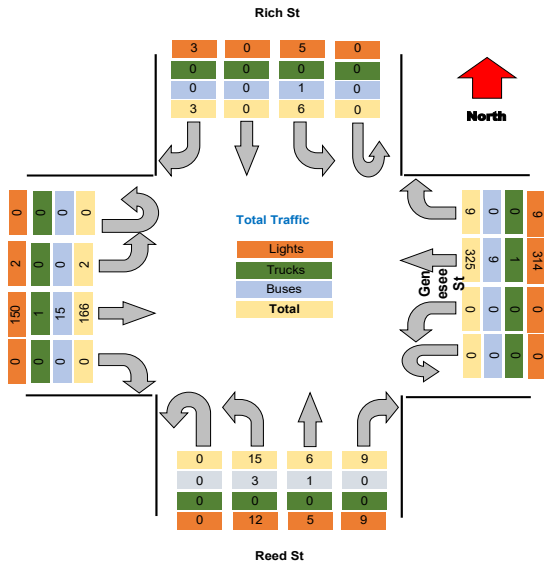 Rich St
3 0 5 0
0 0 0 0
0 0 1 0
3 0 6 0
North
0 0 0 0
2 0 0 2
150 1 15 166
0 0 0 0
Total Traffic
Lights
Trucks
Buses
Total
Gen
esee
St
9 0 0 9
325 9 1 314
0 0 0 0
0 0 0 0
0 15 6 9
0 3 1 0
0 0 0 0
0 12 5 9
Reed St